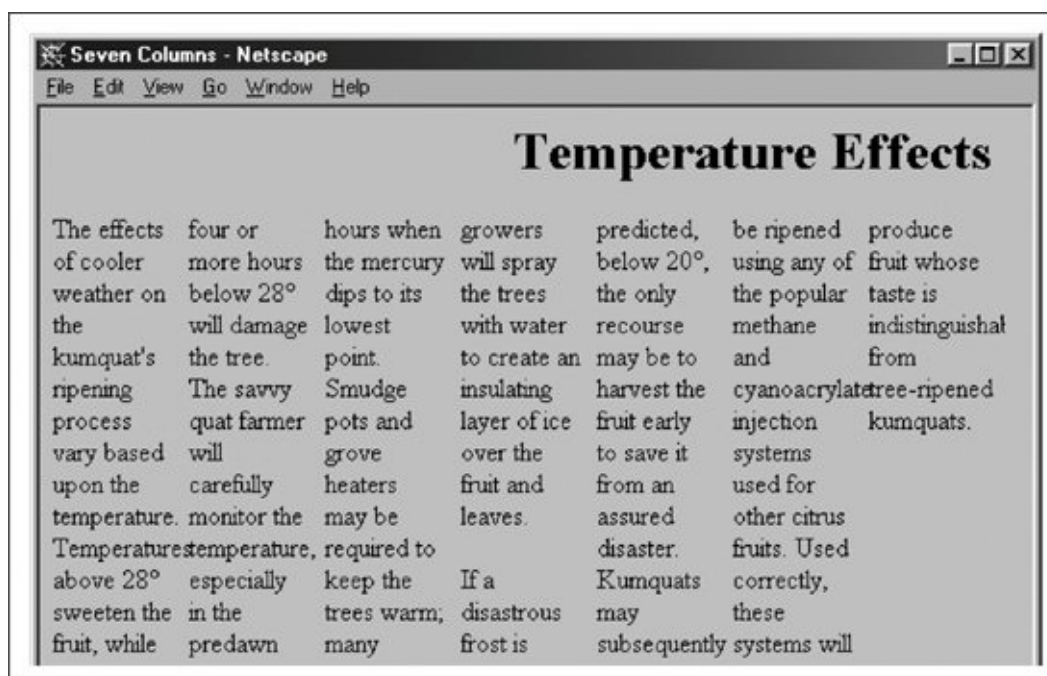 Seven Columns - Netscape
File Edit View Go Window Help
Temperature Effects
The effects
of cooler
weather on
the
kumquat's
ripening
process
vary based
upon the
temperature.
Temperatures
above 28°
sweeten the
fruit, while
four or
more hours
below 28°
will damage
the tree.
The savvy
quat farmer
will
carefully
monitor the
temperature,
especially
in the
predawn
hours when
the mercury
dips to its
lowest
point.
Smudge
pots and
grove
heaters
may be
required to
keep the
trees warm;
many
growers
will spray
the trees
with water
to create an
insulating
layer of ice
over the
fruit and
leaves.
If a
disastrous
frost is
predicted,
below 20°,
the only
recourse
may be to
harvest the
fruit early
to save it
from an
assured
disaster.
Kumquats
may
subsequently
be ripened
using any of
the popular
methane
and
cyanoacrylate
injection
systems
used for
other citrus
fruits. Used
correctly,
these
systems will
produce
fruit whose
taste is
indistinguishal
from
tree-ripened
kumquats.